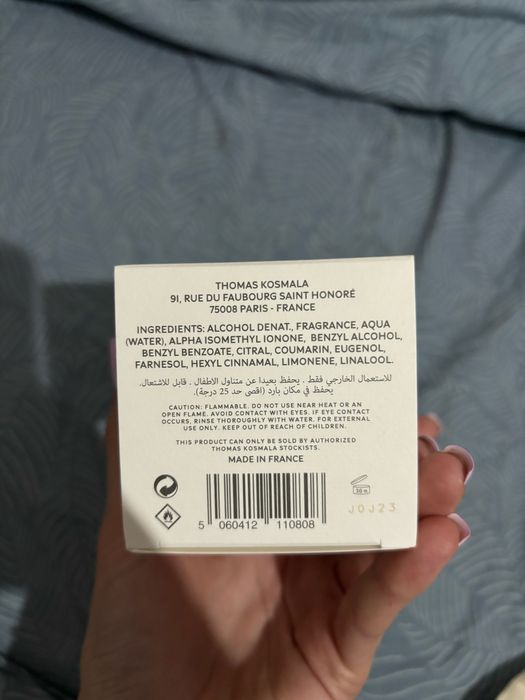 THOMAS KOSMALA
91, RUE DU FAUBOURG SAINT HONORÉ
75008 PARIS - FRANCE
INGREDIENTS: ALCOHOL DENAT., FRAGRANCE, AQUA
(WATER), ALPHA ISOMETHYL IONONE, BENZYL ALCOHOL,
BENZYL BENZOATE, CITRAL, COUMARIN, EUGENOL,
FARNESOL, HEXYL CINNAMAL, LIMONENE, LINALOOL.
للاستعمال الخارجي فقط . يحفظ بعيدا عن متناول الاطفال . قابل للاشتعال.
يحفظ في مكان بارد (اقصى حد 25 درجة).
CAUTION: FLAMMABLE. DO NOT USE NEAR HEAT OR AN
OPEN FLAME. AVOID CONTACT WITH EYES. IF EYE CONTACT
OCCURS, RINSE THOROUGHLY WITH WATER. FOR EXTERNAL
USE ONLY. KEEP OUT OF REACH OF CHILDREN.
THIS PRODUCT CAN ONLY BE SOLD BY AUTHORIZED
THOMAS KOSMALA STOCKISTS.
MADE IN FRANCE
5 060412 110808
J0J23